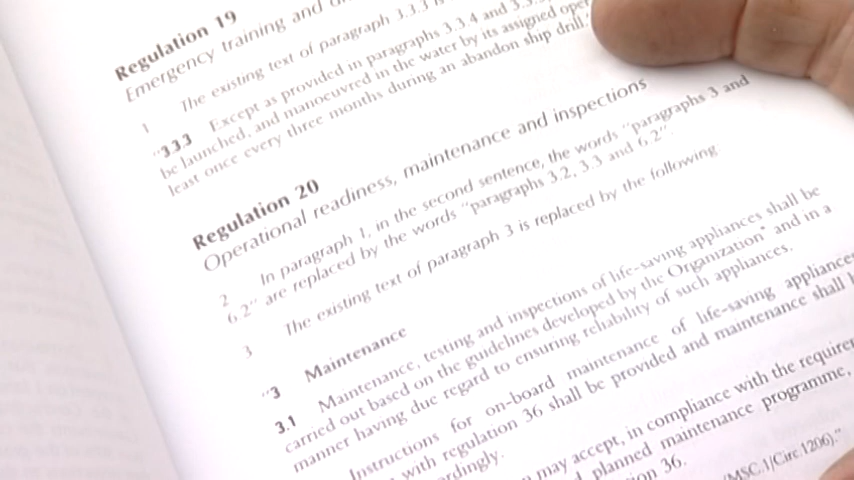 Regulation 19
Emergency training and
1 The existing text of paragraph 3.3.3 is
"3.3.3 Except as provided in paragraphs 3.3.4 and 3.3.
be launched, and manoeuvred in the water by its assigned oper
least once every three months during an abandon ship drill.
Regulation 20
Operational readiness, maintenance and inspections
2 In paragraph 1, in the second sentence, the words "paragraphs 3 and
6.2" are replaced by the words "paragraphs 3.2, 3.3 and 6.2".
3 The existing text of paragraph 3 is replaced by the following
"3 Maintenance
3.1 Maintenance, testing and inspections of life-saving appliances shall be
carried out based on the guidelines developed by the Organization* and in a
manner having due regard to ensuring reliability of such appliances.
Instructions for on-board maintenance of life-saving appliances
with regulation 36 shall be provided and maintenance shall
rdingly.
may accept, in compliance with the require
planned maintenance programme,
on 36.
(MSC.1/Circ.1206)."